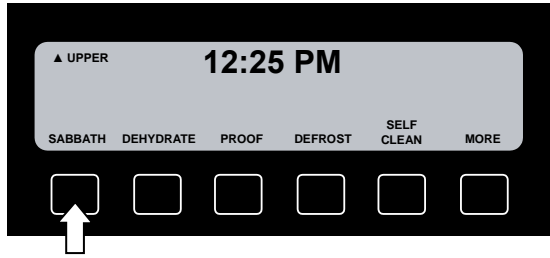 ▲ UPPER 12:25 PM
SABBATH DEHYDRATE PROOF DEFROST SELF CLEAN MORE